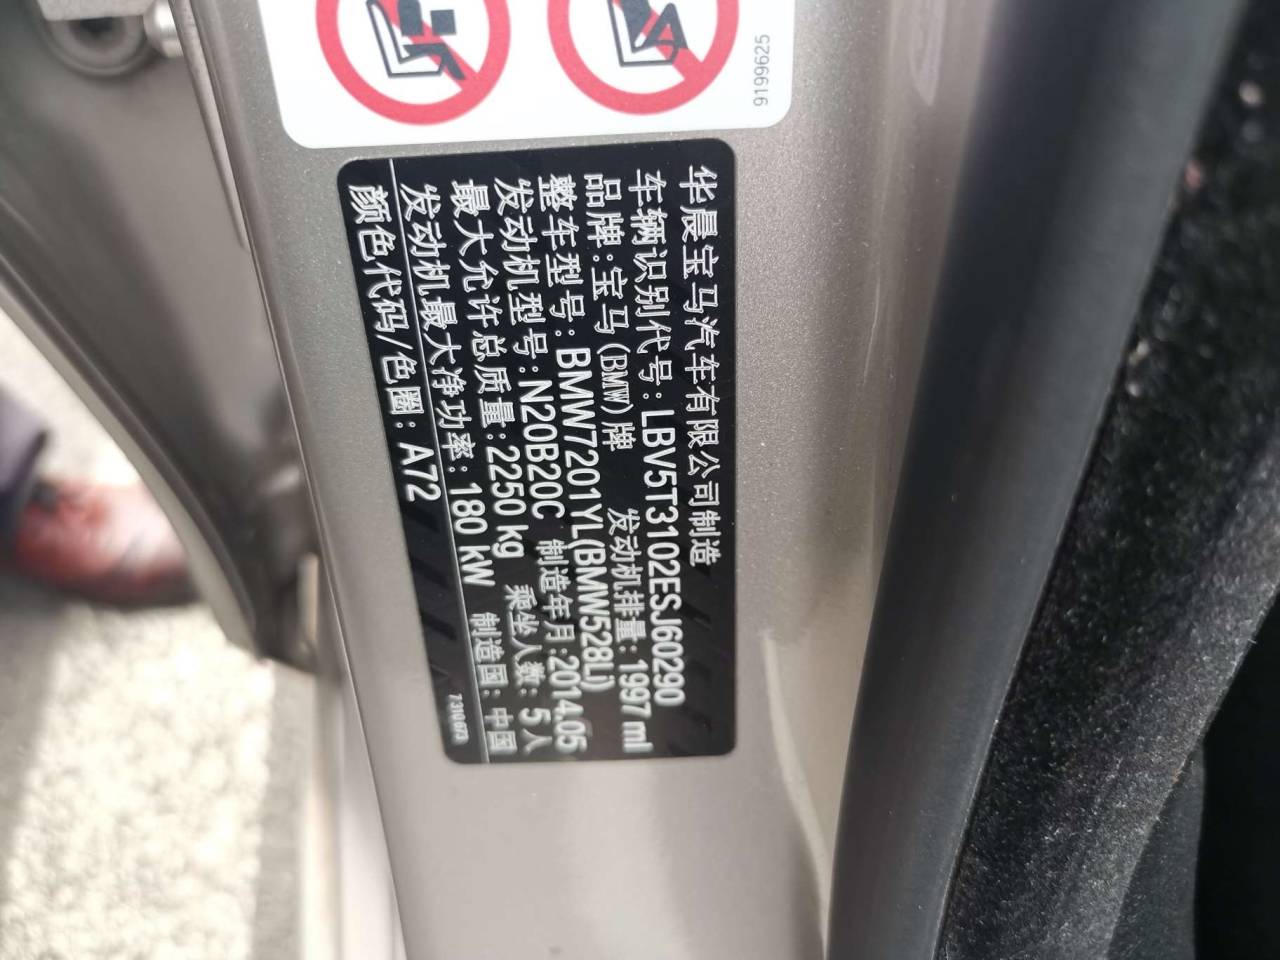 9199625
华晨宝马汽车有限公司制造
车辆识别代号: LBV5T3102ESJ60290
品牌: 宝马(BMW)牌 发动机排量: 1997 ml
整车型号: BMW7201YL(BMW528Li)
发动机型号: N20B20C 制造年月: 2014.05
最大允许总质量: 2250 kg 乘坐人数: 5 人
发动机最大净功率: 180 kW 制造国: 中国
颜色代码/色圈: A72
7310673